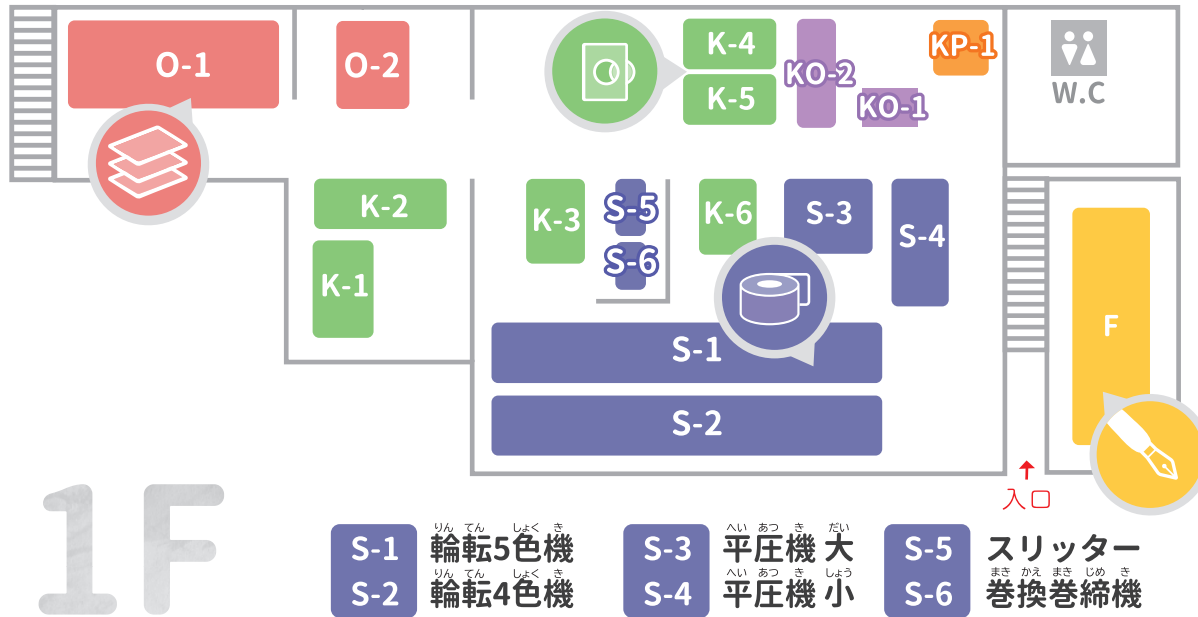 O-1
O-2
K-4
KO-2
KP-1
K-5
KO-1
W.C
K-2
K-3
S-5
K-6
S-3
S-4
S-6
K-1
F
S-1
S-2
入口
1F
りん てん しょく き
S-1 輪転5色機
りん てん しょく き
S-2 輪転4色機
へい あつ き だい
S-3 平圧機 大
へい あつ き しょう
S-4 平圧機 小
S-5 スリッター
まき かえ まき じめ き
S-6 巻換巻締機